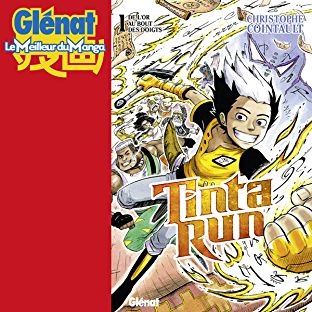 Glénat
Le Meilleur du Manga
漫画
1
DE L'OR
AU BOUT
DES DOIGTS
CHRISTOPHE
COINTAULT
Tinta
Run
Glénat